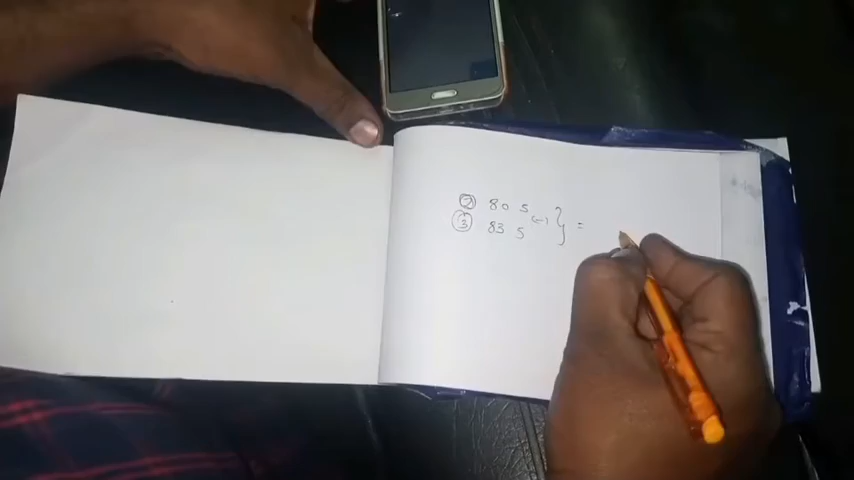 ② 80 5
③ 83 5 } =